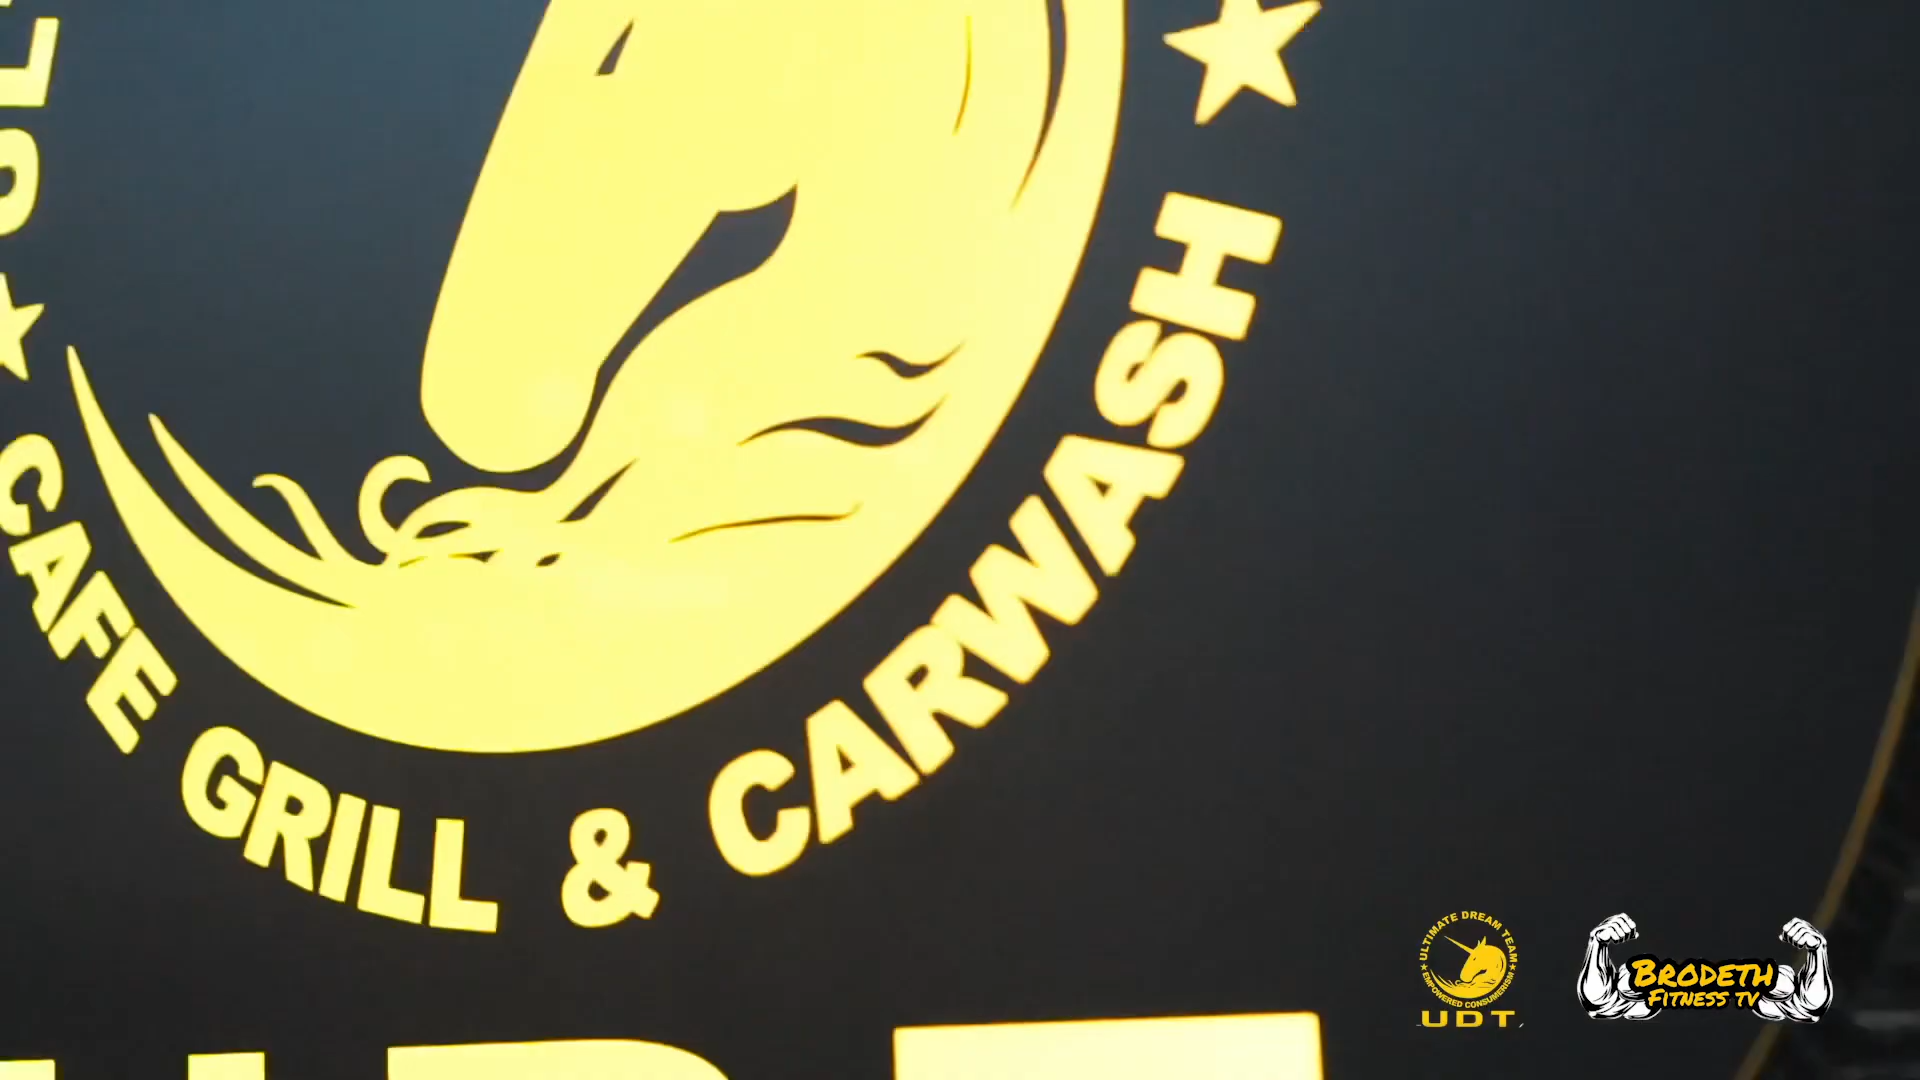 CAFE GRILL & CARWASH
ULTIMATE DREAM TEAM
EMPOWERED CONSUMERISM
UDT
BRODETH
FITNESS TV